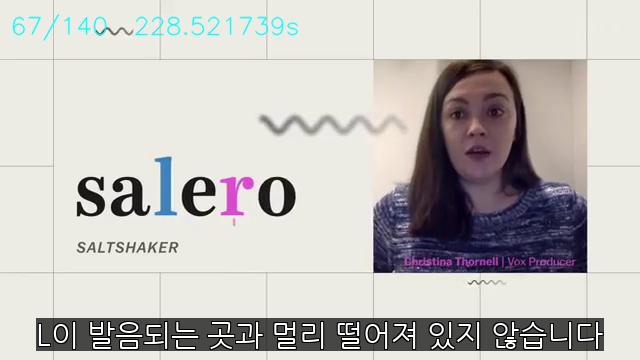 67/140 228.521739s
salero
SALTSHAKER
Christina Thornell | Vox Producer
L이 발음되는 곳과 멀리 떨어져 있지 않습니다